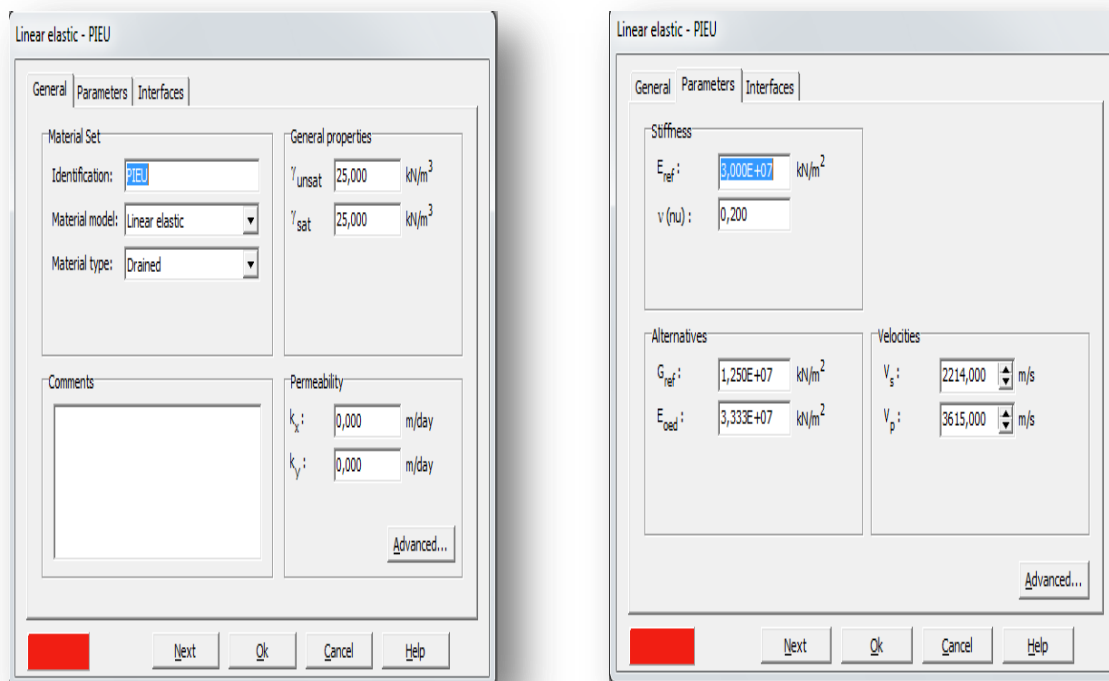 Linear elastic - PIEU
General Parameters Interfaces
Material Set
Identification: PIEU
Material model: Linear elastic
Material type: Drained
General properties
γunsat 25,000 kN/m3
γsat 25,000 kN/m3
Comments
Permeability
kx: 0,000 m/day
ky: 0,000 m/day
Advanced...
Next Ok Cancel Help
Linear elastic - PIEU
General Parameters Interfaces
Stiffness
Eref: 3,000E+07 kN/m2
ν (nu) : 0,200
Alternatives
Gref: 1,250E+07 kN/m2
Eoed: 3,333E+07 kN/m2
Velocities
Vs: 2214,000 m/s
Vp: 3615,000 m/s
Advanced...
Next Ok Cancel Help